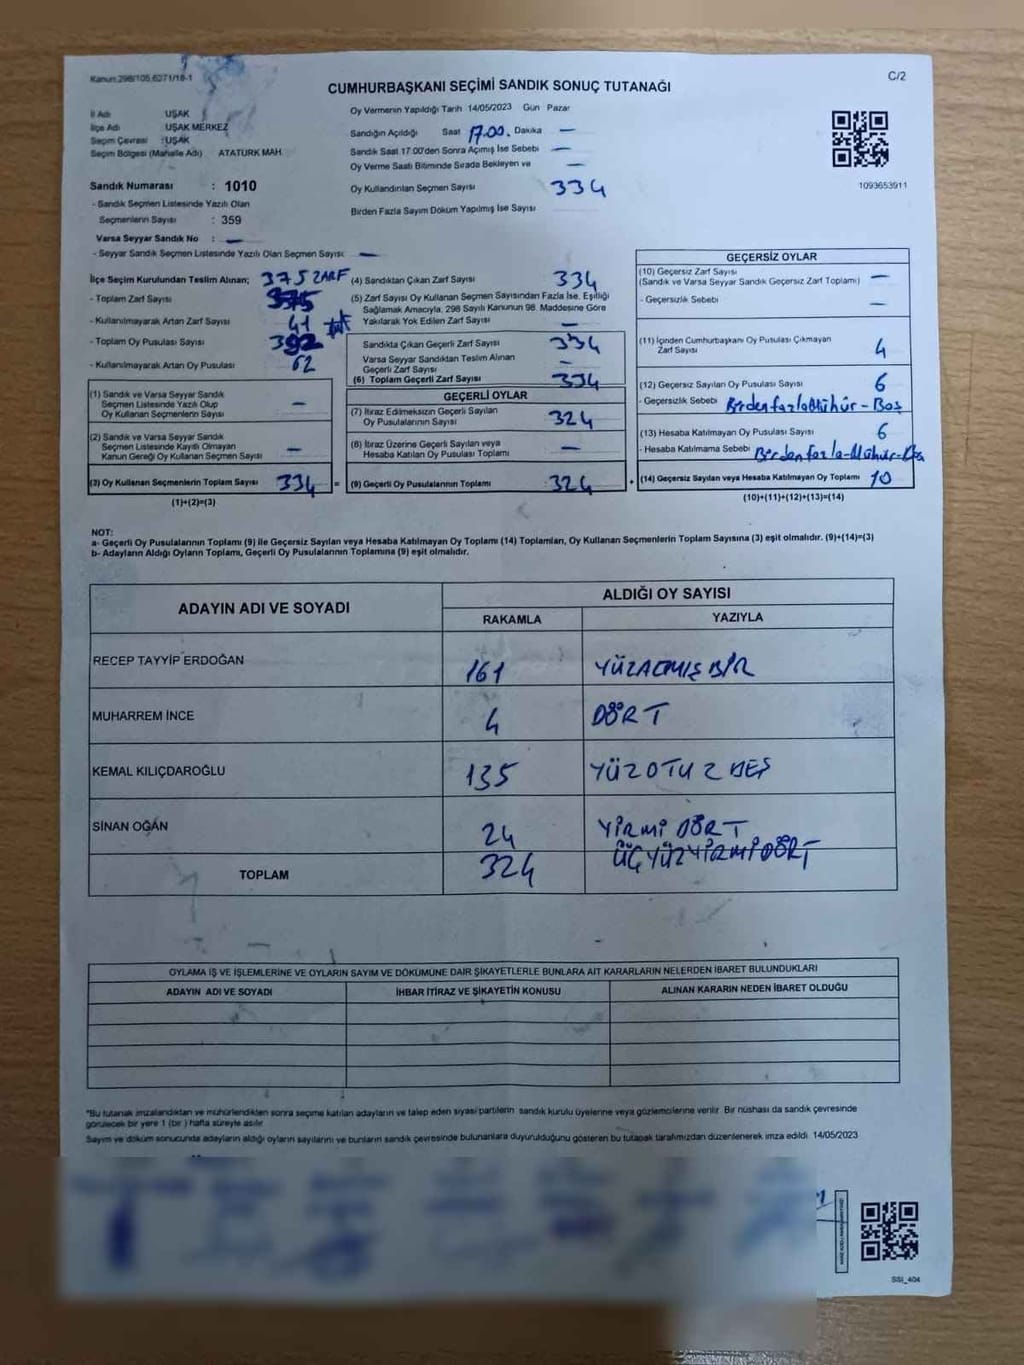 Kanun:298/105,6271/18-1
C/2
CUMHURBAŞKANI SEÇİMİ SANDIK SONUÇ TUTANAĞI
İl Adı UŞAK
İlçe Adı UŞAK MERKEZ
Seçim Çevresi : UŞAK
Seçim Bölgesi (Mahalle Adı) ATATÜRK MAH.
Sandık Numarası : 1010
- Sandık Seçmen Listesinde Yazılı Olan
Seçmenlerin Sayısı : 359
Varsa Seyyar Sandık No : —
- Seyyar Sandık Seçmen Listesinde Yazılı Olan Seçmen Sayısı: —
Oy Vermenin Yapıldığı Tarih 14/05/2023 Gün Pazar
Sandığın Açıldığı Saat 17.00. Dakika —
Sandık Saat 17:00'den Sonra Açılmış İse Sebebi —
Oy Verme Saati Bitiminde Sırada Bekleyen ve —
Oy Kullandırılan Seçmen Sayısı 334
Birden Fazla Sayım Döküm Yapılmış İse Sayısı
1093653911
İlçe Seçim Kurulundan Teslim Alınan; 375 ZARF
- Toplam Zarf Sayısı 375
- Kullanılmayarak Artan Zarf Sayısı 41
- Toplam Oy Pusulası Sayısı 392
- Kullanılmayarak Artan Oy Pusulası 62
(1) Sandık ve Varsa Seyyar Sandık
Seçmen Listesinde Yazılı Olup
Oy Kullanan Seçmenlerin Sayısı —
(2) Sandık ve Varsa Seyyar Sandık
Seçmen Listesinde Kayıtlı Olmayan
Kanun Gereği Oy Kullanan Seçmen Sayısı —
(3) Oy Kullanan Seçmenlerin Toplam Sayısı 334 =
(1)+(2)=(3)
(4) Sandıktan Çıkan Zarf Sayısı 334
(5) Zarf Sayısı Oy Kullanan Seçmen Sayısından Fazla İse, Eşitliği
Sağlamak Amacıyla, 298 Sayılı Kanunun 98. Maddesine Göre
Yakılarak Yok Edilen Zarf Sayısı —
Sandıkta Çıkan Geçerli Zarf Sayısı 334
Varsa Seyyar Sandıktan Teslim Alınan
Geçerli Zarf Sayısı —
(6) Toplam Geçerli Zarf Sayısı 334
GEÇERLİ OYLAR
(7) İtiraz Edilmeksizin Geçerli Sayılan
Oy Pusulalarının Sayısı 324
(8) İtiraz Üzerine Geçerli Sayılan veya
Hesaba Katılan Oy Pusulası Toplamı —
(9) Geçerli Oy Pusulalarının Toplamı 324 +
GEÇERSİZ OYLAR
(10) Geçersiz Zarf Sayısı
(Sandık ve Varsa Seyyar Sandık Geçersiz Zarf Toplamı) —
- Geçersizlik Sebebi —
(11) İçinden Cumhurbaşkanı Oy Pusulası Çıkmayan
Zarf Sayısı 4
(12) Geçersiz Sayılan Oy Pusulası Sayısı 6
- Geçersizlik Sebebi Birden fazla Mühür - Boş
(13) Hesaba Katılmayan Oy Pusulası Sayısı 6
- Hesaba Katılmama Sebebi Birden fazla-Mühür-Boş
(14) Geçersiz Sayılan veya Hesaba Katılmayan Oy Toplamı 10
(10)+(11)+(12)+(13)=(14)
NOT:
a- Geçerli Oy Pusulalarının Toplamı (9) ile Geçersiz Sayılan veya Hesaba Katılmayan Oy Toplamı (14) Toplamları, Oy Kullanan Seçmenlerin Toplam Sayısına (3) eşit olmalıdır. (9)+(14)=(3)
b- Adayların Aldığı Oyların Toplamı, Geçerli Oy Pusulalarının Toplamına (9) eşit olmalıdır.
ADAYIN ADI VE SOYADI
ALDIĞI OY SAYISI
RAKAMLA YAZIYLA
RECEP TAYYİP ERDOĞAN 161 YÜZALTMIŞ BİR
MUHARREM İNCE 4 DÖRT
KEMAL KILIÇDAROĞLU 135 YÜZ OTUZ BEŞ
SİNAN OĞAN 24 YİRMİ DÖRT
TOPLAM 324 ÜÇ YÜZ YİRMİ DÖRT
OYLAMA İŞ VE İŞLEMLERİNE VE OYLARIN SAYIM VE DÖKÜMÜNE DAİR ŞİKAYETLERLE BUNLARA AİT KARARLARIN NELERDEN İBARET BULUNDUKLARI
ADAYIN ADI VE SOYADI İHBAR İTİRAZ VE ŞİKAYETİN KONUSU ALINAN KARARIN NEDEN İBARET OLDUĞU
*Bu tutanak imzalandıktan ve mühürlendikten sonra seçime katılan adayların ve talep eden siyasi partilerin sandık kurulu üyelerine veya gözlemcilerine verilir. Bir nüshası da sandık çevresinde
görülecek bir yere 1 (bir) hafta süreyle asılır
Sayım ve döküm sonucunda adayların aldığı oyların sayılarını ve bunların sandık çevresinde bulunanlara duyurulduğunu gösteren bu tutanak tarafımızdan düzenlenerek imza edildi. 14/05/2023
SSİ_404